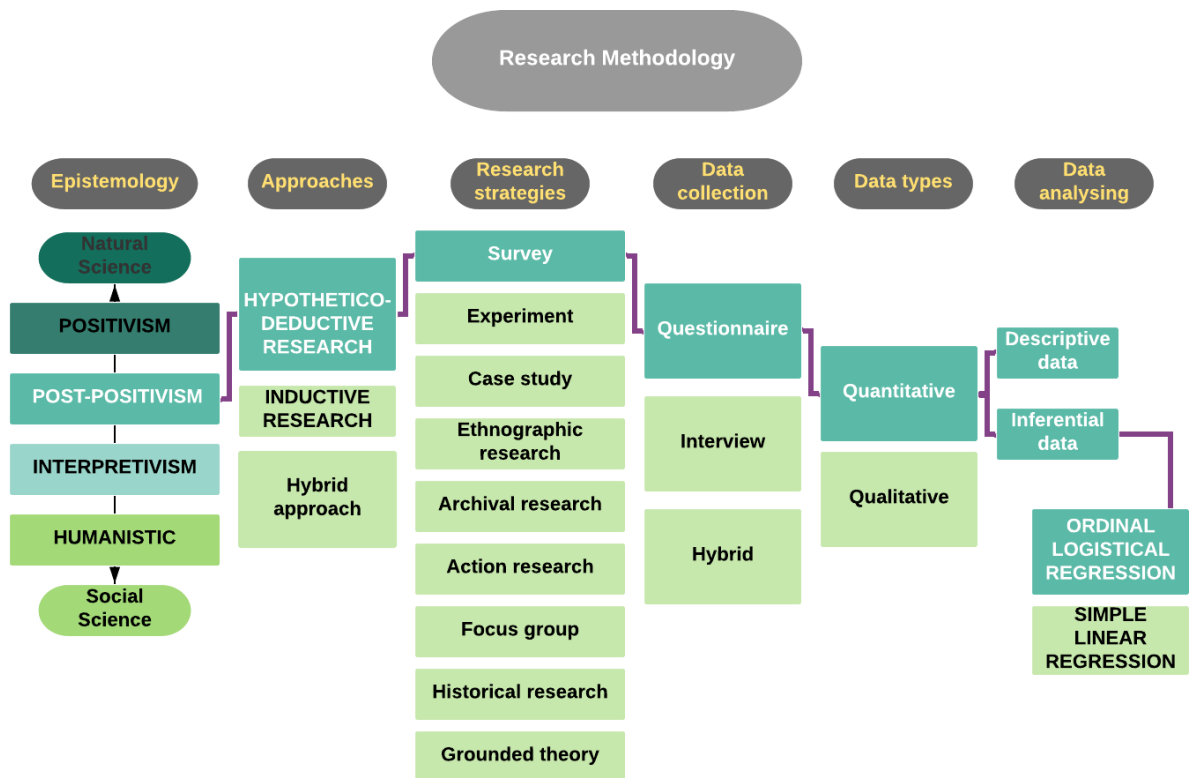 Research Methodology
Epistemology
Approaches
Research
strategies
Data
collection
Data types
Data
analysing
Natural
Science
POSITIVISM
POST-POSITIVISM
INTERPRETIVISM
HUMANISTIC
Social
Science
HYPOTHETICO-
DEDUCTIVE
RESEARCH
INDUCTIVE
RESEARCH
Hybrid
approach
Survey
Experiment
Case study
Ethnographic
research
Archival research
Action research
Focus group
Historical research
Grounded theory
Questionnaire
Interview
Hybrid
Quantitative
Qualitative
Descriptive
data
Inferential
data
ORDINAL
LOGISTICAL
REGRESSION
SIMPLE
LINEAR
REGRESSION